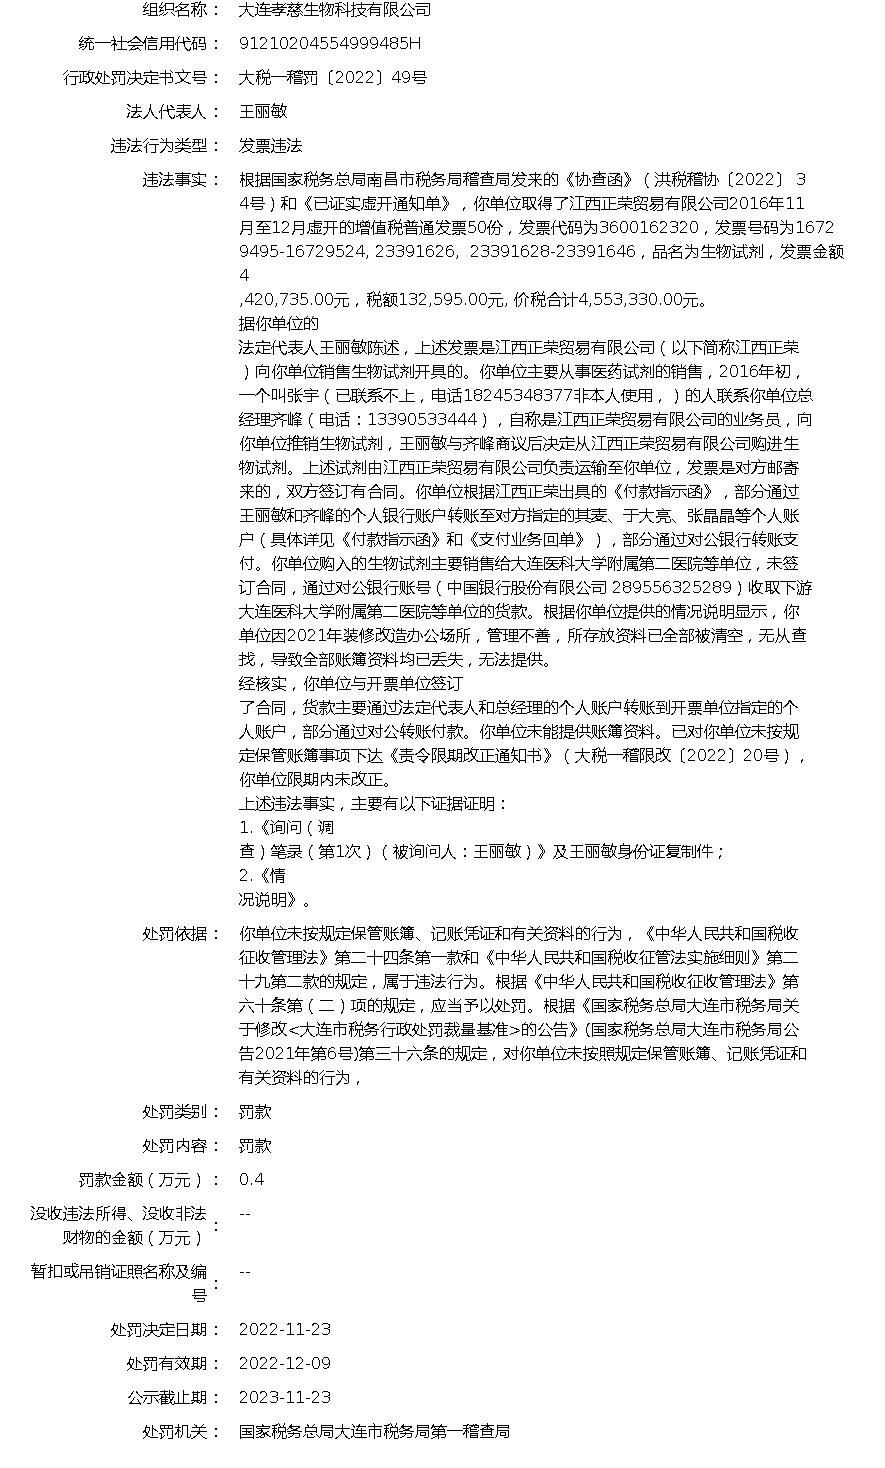 组织名称： 大连孝慈生物科技有限公司
统一社会信用代码： 91210204554999485H
行政处罚决定书文号： 大税一稽罚〔2022〕49号
法人代表人： 王丽敏
违法行为类型： 发票违法
违法事实： 根据国家税务总局南昌市税务局稽查局发来的《协查函》（洪税稽协〔2022〕 3
4号）和《已证实虚开通知单》，你单位取得了江西正荣贸易有限公司2016年11
月至12月虚开的增值税普通发票50份，发票代码为3600162320，发票号码为1672
9495-16729524, 23391626,  23391628-23391646，品名为生物试剂，发票金额
4
,420,735.00元，税额132,595.00元, 价税合计4,553,330.00元。
据你单位的
法定代表人王丽敏陈述，上述发票是江西正荣贸易有限公司（以下简称江西正荣
）向你单位销售生物试剂开具的。你单位主要从事医药试剂的销售，2016年初，
一个叫张宇（已联系不上，电话18245348377非本人使用，）的人联系你单位总
经理齐峰（电话：13390533444），自称是江西正荣贸易有限公司的业务员，向
你单位推销生物试剂，王丽敏与齐峰商议后决定从江西正荣贸易有限公司购进生
物试剂。上述试剂由江西正荣贸易有限公司负责运输至你单位，发票是对方邮寄
来的，双方签订有合同。你单位根据江西正荣出具的《付款指示函》，部分通过
王丽敏和齐峰的个人银行账户转账至对方指定的其麦、于大亮、张晶晶等个人账
户（具体详见《付款指示函》和《支付业务回单》），部分通过对公银行转账支
付。你单位购入的生物试剂主要销售给大连医科大学附属第二医院等单位，未签
订合同，通过对公银行账号（中国银行股份有限公司 289556325289）收取下游
大连医科大学附属第二医院等单位的货款。根据你单位提供的情况说明显示，你
单位因2021年装修改造办公场所，管理不善，所存放资料已全部被清空，无从查
找，导致全部账簿资料均已丢失，无法提供。
经核实，你单位与开票单位签订
了合同，货款主要通过法定代表人和总经理的个人账户转账到开票单位指定的个
人账户，部分通过对公转账付款。你单位未能提供账簿资料。已对你单位未按规
定保管账簿事项下达《责令限期改正通知书》（大税一稽限改〔2022〕20号），
你单位限期内未改正。
上述违法事实，主要有以下证据证明：
1.《询问（调
查）笔录（第1次）（被询问人：王丽敏）》及王丽敏身份证复制件；
2.《情
况说明》。
处罚依据： 你单位未按规定保管账簿、记账凭证和有关资料的行为，《中华人民共和国税收
征收管理法》第二十四条第一款和《中华人民共和国税收征管法实施细则》第二
十九第二款的规定，属于违法行为。根据《中华人民共和国税收征收管理法》第
六十条第（二）项的规定，应当予以处罚。根据《国家税务总局大连市税务局关
于修改<大连市税务行政处罚裁量基准>的公告》(国家税务总局大连市税务局公
告2021年第6号)第三十六条的规定，对你单位未按照规定保管账簿、记账凭证和
有关资料的行为，
处罚类别： 罚款
处罚内容： 罚款
罚款金额（万元）： 0.4
没收违法所得、没收非法
财物的金额（万元）： --
暂扣或吊销证照名称及编
号： --
处罚决定日期： 2022-11-23
处罚有效期： 2022-12-09
公示截止期： 2023-11-23
处罚机关： 国家税务总局大连市税务局第一稽查局